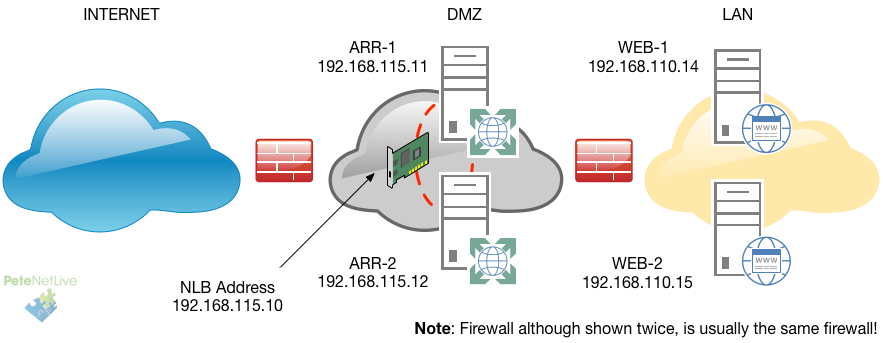 INTERNET
DMZ
LAN
ARR-1
192.168.115.11
WEB-1
192.168.110.14
WWW
ARR-2
192.168.115.12
WEB-2
192.168.110.15
WWW
NLB Address
192.168.115.10
PeteNetLive
Note: Firewall although shown twice, is usually the same firewall!